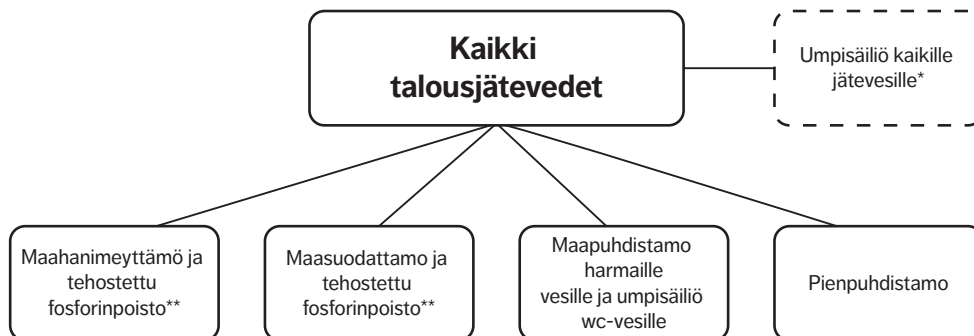 Kaikki
talousjätevedet
Umpisäiliö kaikille
jätevesille*
Maahanimeyttämö ja
tehostettu
fosforinpoisto**
Maasuodattamo ja
tehostettu
fosforinpoisto**
Maapuhdistamo
harmaille
vesille ja umpisäiliö
wc-vesille
Pienpuhdistamo